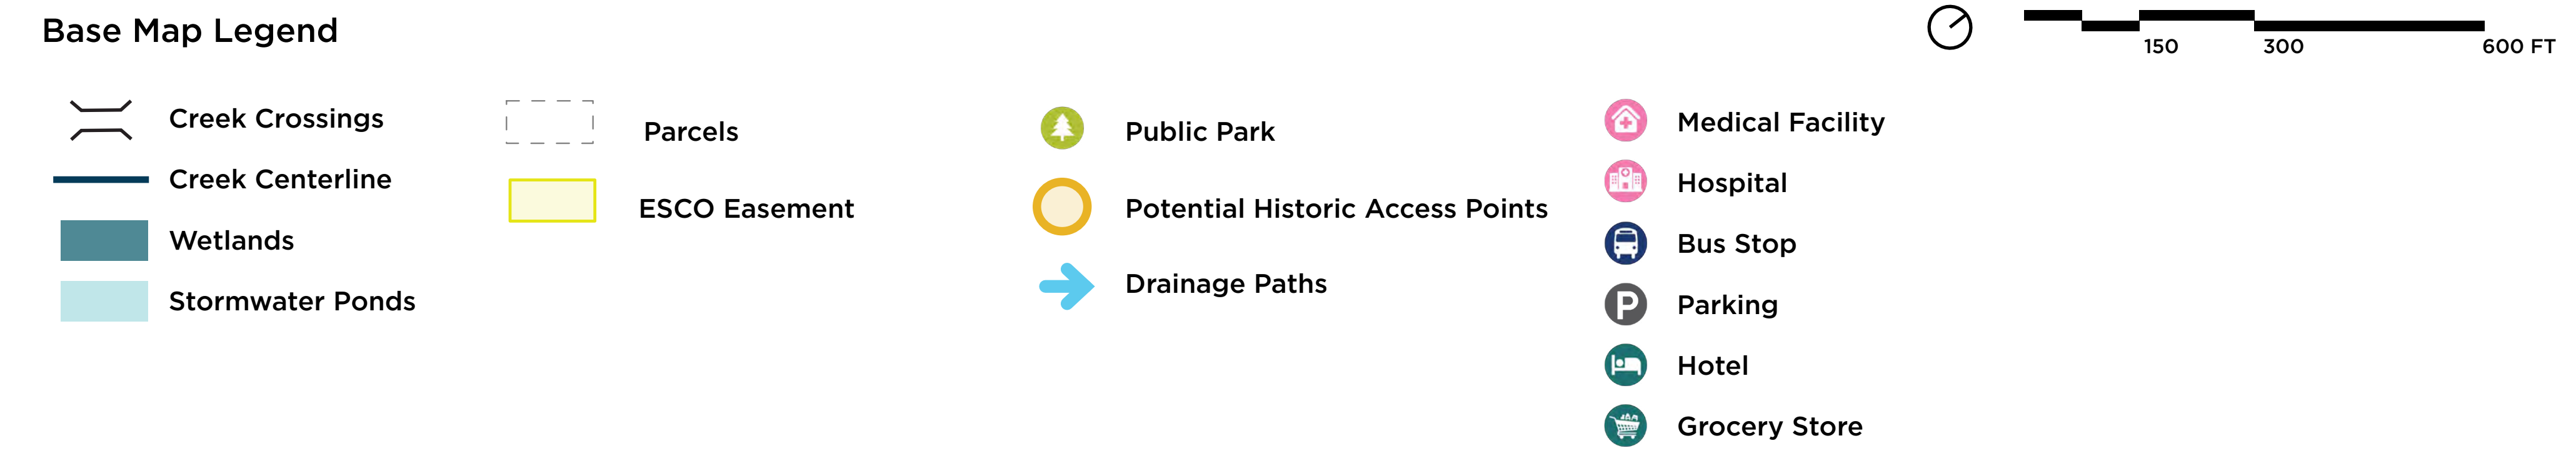 Base Map Legend
150 300 600 FT
Creek Crossings
Creek Centerline
Wetlands
Stormwater Ponds
Parcels
ESCO Easement
Public Park
Potential Historic Access Points
Drainage Paths
Medical Facility
Hospital
Bus Stop
P Parking
Hotel
Grocery Store